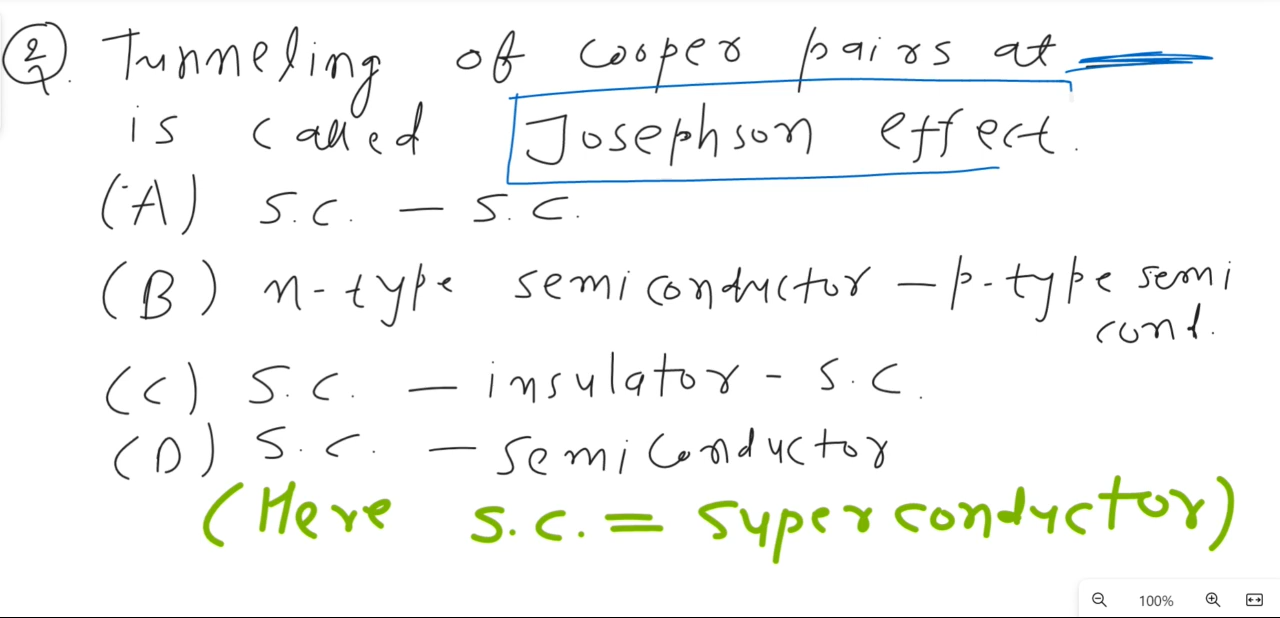 Q 2/7. Tunneling of cooper pairs at
is called Josephson effect.
(A) S.C. — S.C.
(B) n-type semiconductor — p-type semi
cond.
(C) S.C. — insulator - S.C.
(D) S.C. — Semiconductor
(Here S.C. = Superconductor)
100%